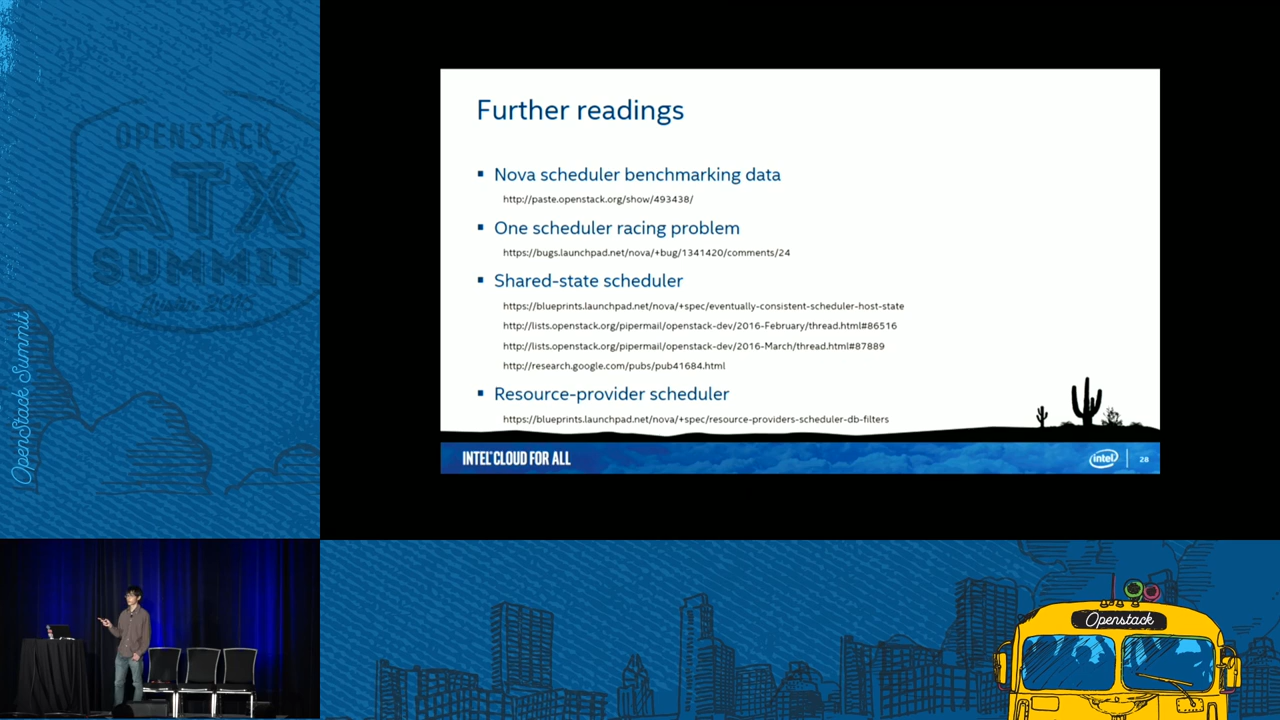 OPENSTACK
ATX
SUMMIT
OpenStack Summit
Further readings
Nova scheduler benchmarking data
http://paste.openstack.org/show/493438/
One scheduler racing problem
https://bugs.launchpad.net/nova/+bug/1341420/comments/24
Shared-state scheduler
https://blueprints.launchpad.net/nova/+spec/eventually-consistent-scheduler-host-state
http://lists.openstack.org/pipermail/openstack-dev/2016-February/thread.html#86516
http://lists.openstack.org/pipermail/openstack-dev/2016-March/thread.html#87889
http://research.google.com/pubs/pub41684.html
Resource-provider scheduler
https://blueprints.launchpad.net/nova/+spec/resource-providers-scheduler-db-filters
INTEL® CLOUD FOR ALL
intel
28
Openstack